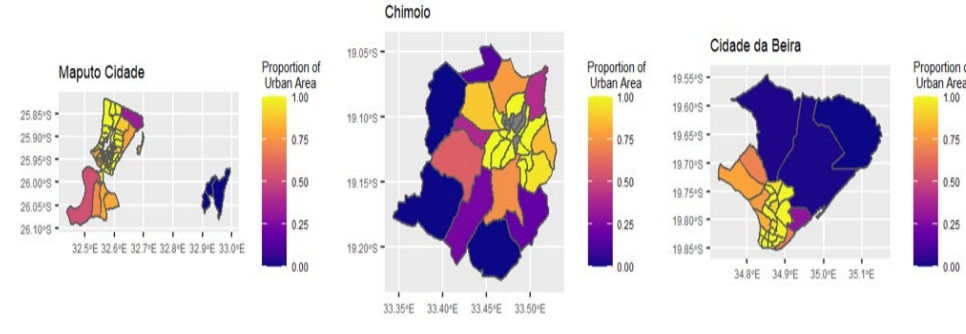 Maputo Cidade
Proportion of
Urban Area
1.00
0.75
0.50
0.25
0.00
25.85°S
25.90°S
25.95°S
26.00°S
26.05°S
26.10°S
32.5°E 32.6°E 32.7°E 32.8°E 32.9°E 33.0°E
Chimoio
Proportion of
Urban Area
1.00
0.75
0.50
0.25
0.00
19.05°S
19.10°S
19.15°S
19.20°S
33.35°E 33.40°E 33.45°E 33.50°E
Cidade da Beira
Proportion o
Urban Area
1.00
0.75
0.50
0.25
0.00
19.55°S
19.60°S
19.65°S
19.70°S
19.75°S
19.80°S
19.85°S
34.8°E 34.9°E 35.0°E 35.1°E